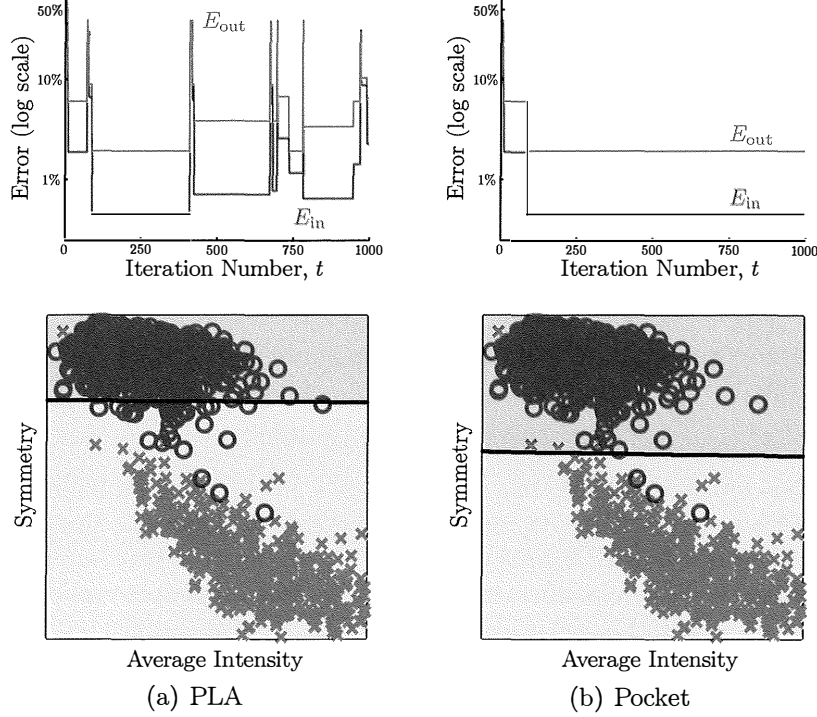 50%
10%
1%
Error (log scale)
E_out
E_in
0 250 500 750 1000
Iteration Number, t
50%
10%
1%
Error (log scale)
E_out
E_in
0 250 500 750 1000
Iteration Number, t
Symmetry
Average Intensity
Symmetry
Average Intensity
(a) PLA
(b) Pocket